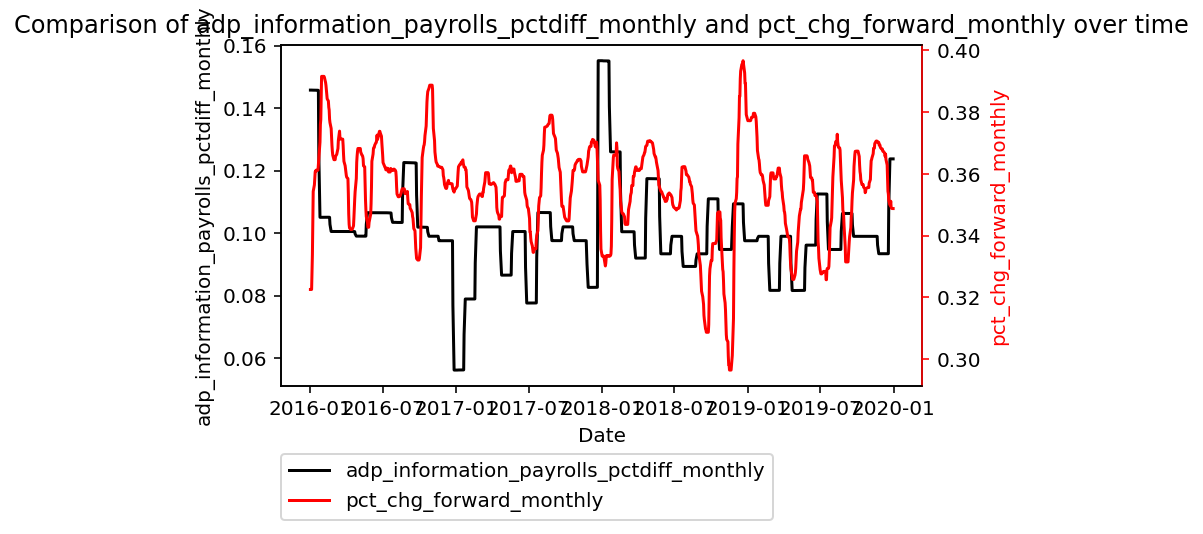 Comparison of adp_information_payrolls_pctdiff_monthly and pct_chg_forward_monthly over time
adp_information_payrolls_pctdiff_monthly
0.16
0.14
0.12
0.10
0.08
0.06
0.40
0.38
0.36
0.34
0.32
0.30
pct_chg_forward_monthly
2016-01 2016-07 2017-01 2017-07 2018-01 2018-07 2019-01 2019-07 2020-01
Date
adp_information_payrolls_pctdiff_monthly
pct_chg_forward_monthly